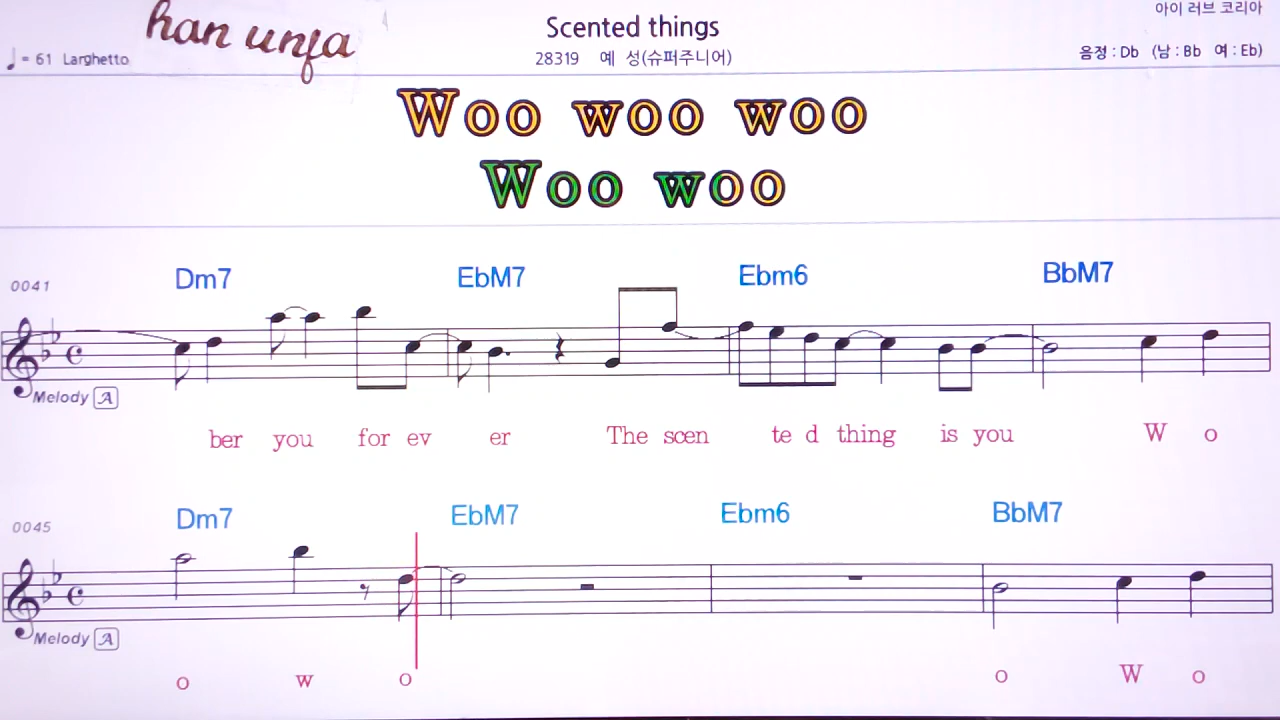 han unja
Scented things
아이 러브 코리아
♩ = 61 Larghetto
28319 예 성(슈퍼주니어)
음정 : Db (남 : Bb 여 : Eb)
Woo woo woo
Woo woo
0041 Dm7 EbM7 Ebm6 BbM7
Melody A
ber you for ev er The scen te d thing is you W o
0045 Dm7 EbM7 Ebm6 BbM7
Melody A
o w o o W o